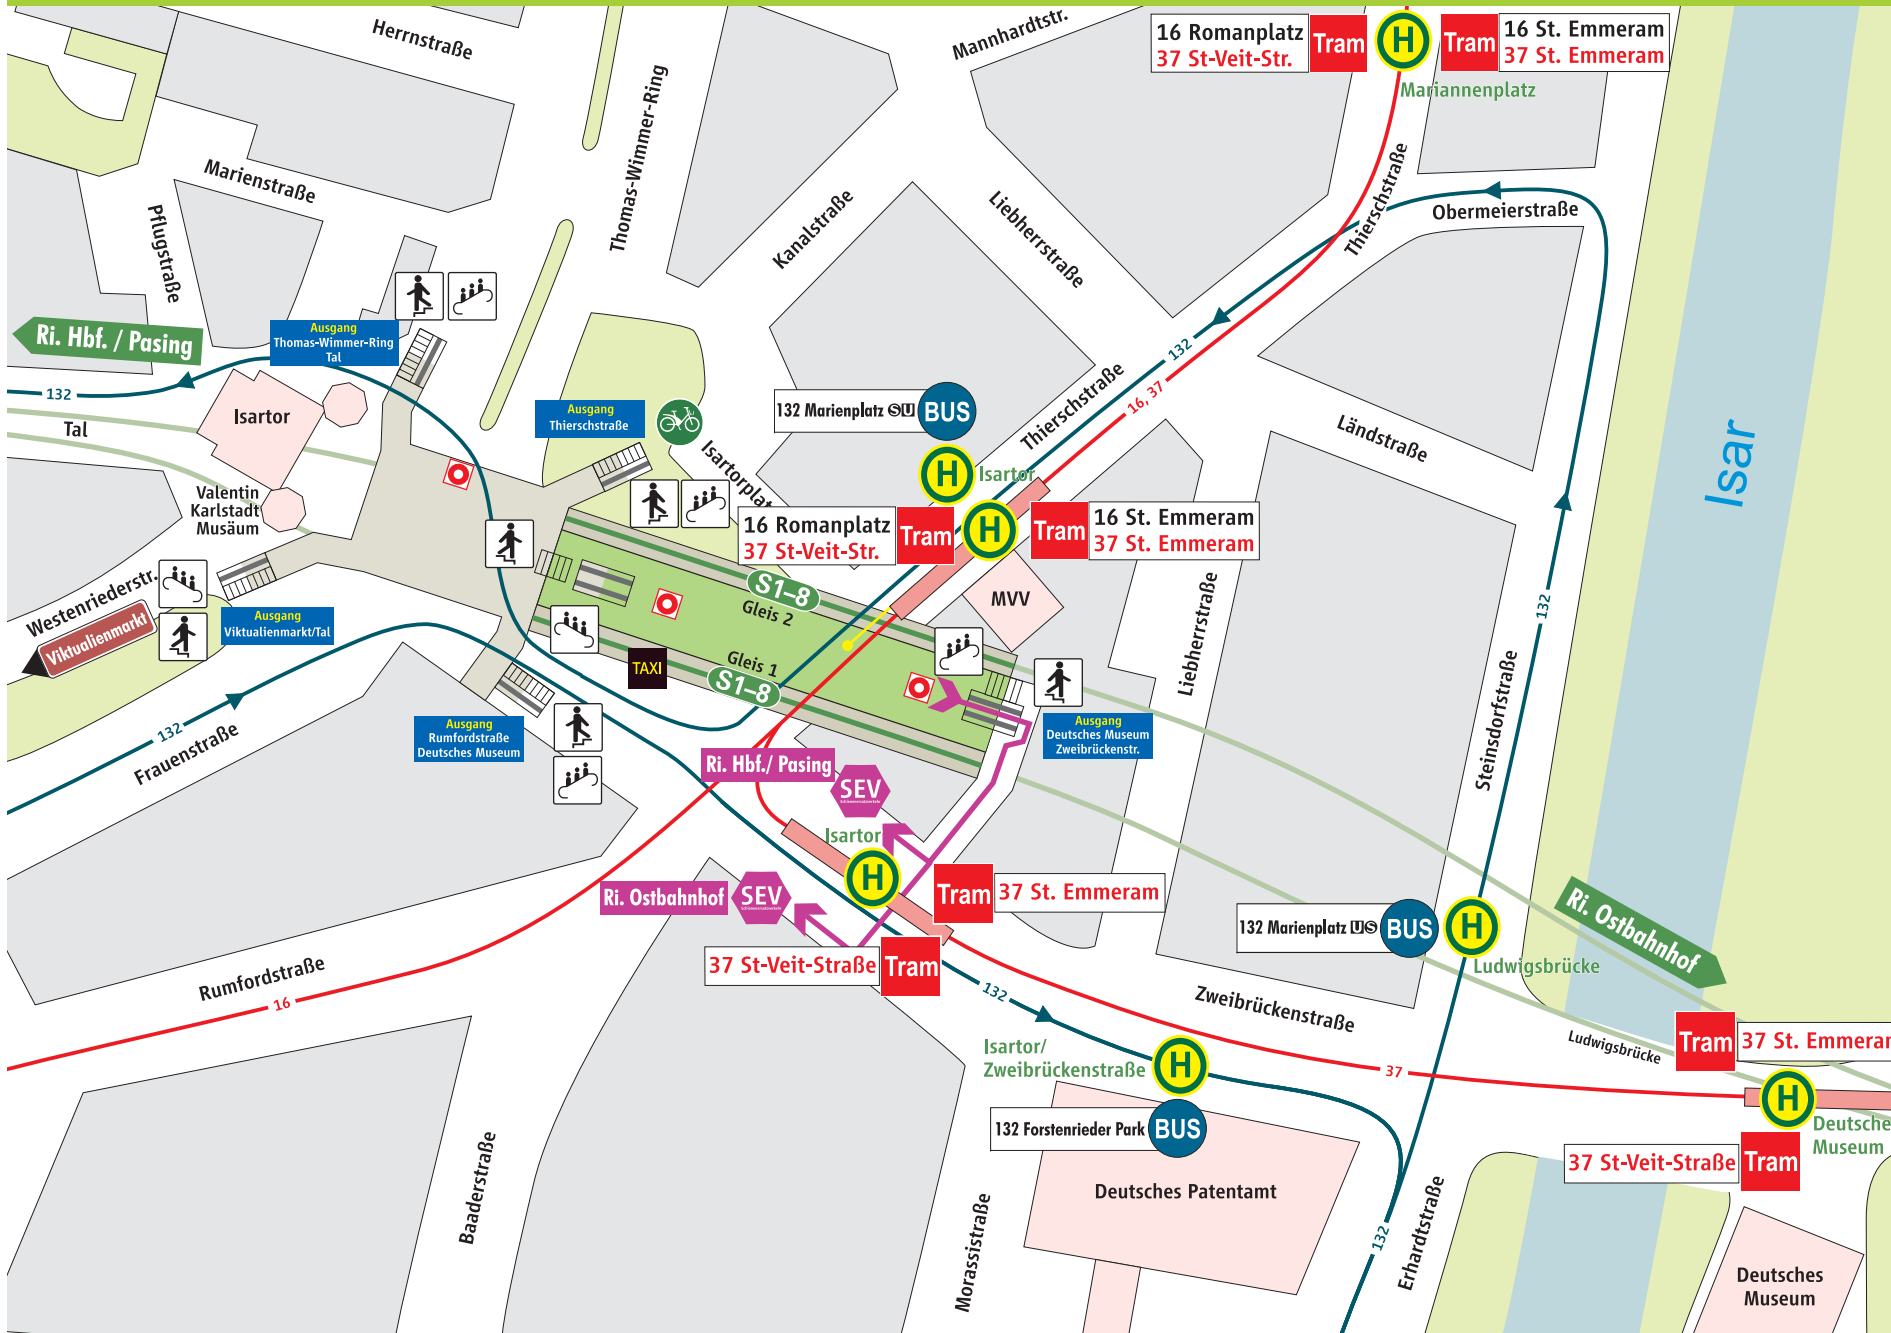 Herrnstraße
Mannhardtstr.
16 Romanplatz
37 St-Veit-Str.
Tram
H
Tram
16 St. Emmeram
37 St. Emmeram
Mariannenplatz
Thomas-Wimmer-Ring
Marienstraße
Pflugstraße
Kanalstraße
Liebherrstraße
Thierschstraße
Obermeierstraße
Ri. Hbf. / Pasing
Ausgang
Thomas-Wimmer-Ring
Tal
132
132
16, 37
Thierschstraße
Isartor
Tal
Ausgang
Thierschstraße
132 Marienplatz S U
BUS
H
Isartor
Isartorplat
Ländstraße
Isar
Valentin
Karlstadt
Musäum
16 Romanplatz
37 St-Veit-Str.
Tram
H
Tram
16 St. Emmeram
37 St. Emmeram
Westenriederstr.
Viktualienmarkt
Ausgang
Viktualienmarkt/Tal
S1–8
Gleis 2
MVV
Liebherrstraße
132
Gleis 1
S1–8
TAXI
Steinsdorfstraße
132
Frauenstraße
Ausgang
Rumfordstraße
Deutsches Museum
Ausgang
Deutsches Museum
Zweibrückenstr.
Ri. Hbf./ Pasing
SEV
Isartor
H
Tram
37 St. Emmeram
Ri. Ostbahnhof
SEV
37 St-Veit-Straße
Tram
132 Marienplatz U S
BUS
H
Ludwigsbrücke
Ri. Ostbahnhof
Rumfordstraße
16
132
Zweibrückenstraße
Ludwigsbrücke
Tram
37 St. Emmeram
Isartor/
Zweibrückenstraße
H
37
H
Deutsche
Museum
132 Forstenrieder Park
BUS
37 St-Veit-Straße
Tram
Baaderstraße
Morassistraße
Deutsches Patentamt
132
Erhardtstraße
Deutsches
Museum